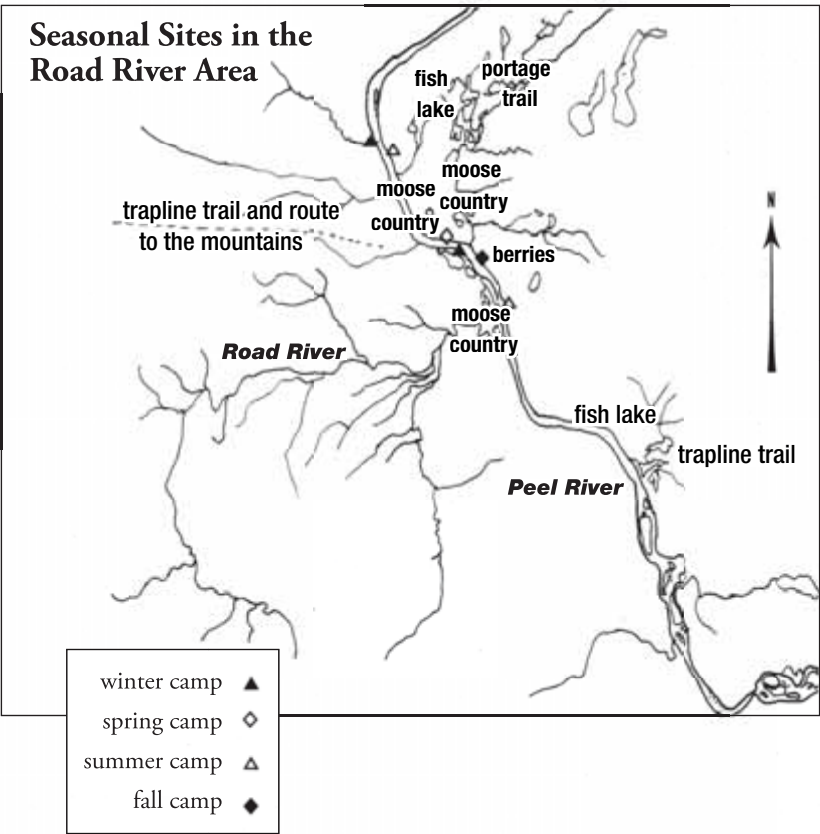 Seasonal Sites in the
Road River Area
fish
lake
portage
trail
moose
country
moose
country
trapline trail and route
to the mountains
berries
N
moose
country
Road River
fish lake
trapline trail
Peel River
winter camp
spring camp
summer camp
fall camp